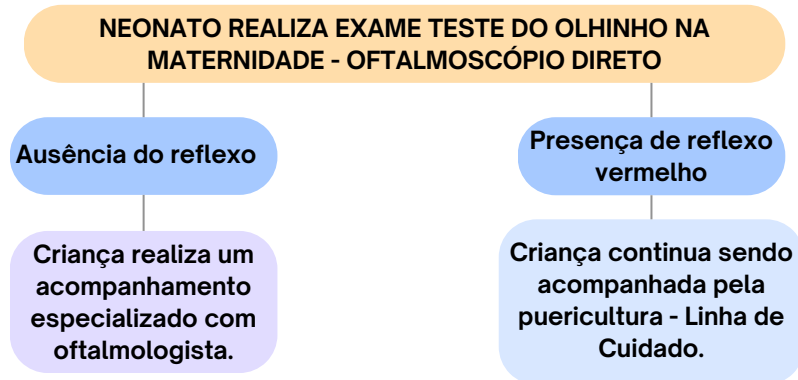 NEONATO REALIZA EXAME TESTE DO OLHINHO NA
MATERNIDADE - OFTALMOSCÓPIO DIRETO
Ausência do reflexo
Presença de reflexo
vermelho
Criança realiza um
acompanhamento
especializado com
oftalmologista.
Criança continua sendo
acompanhada pela
puericultura - Linha de
Cuidado.